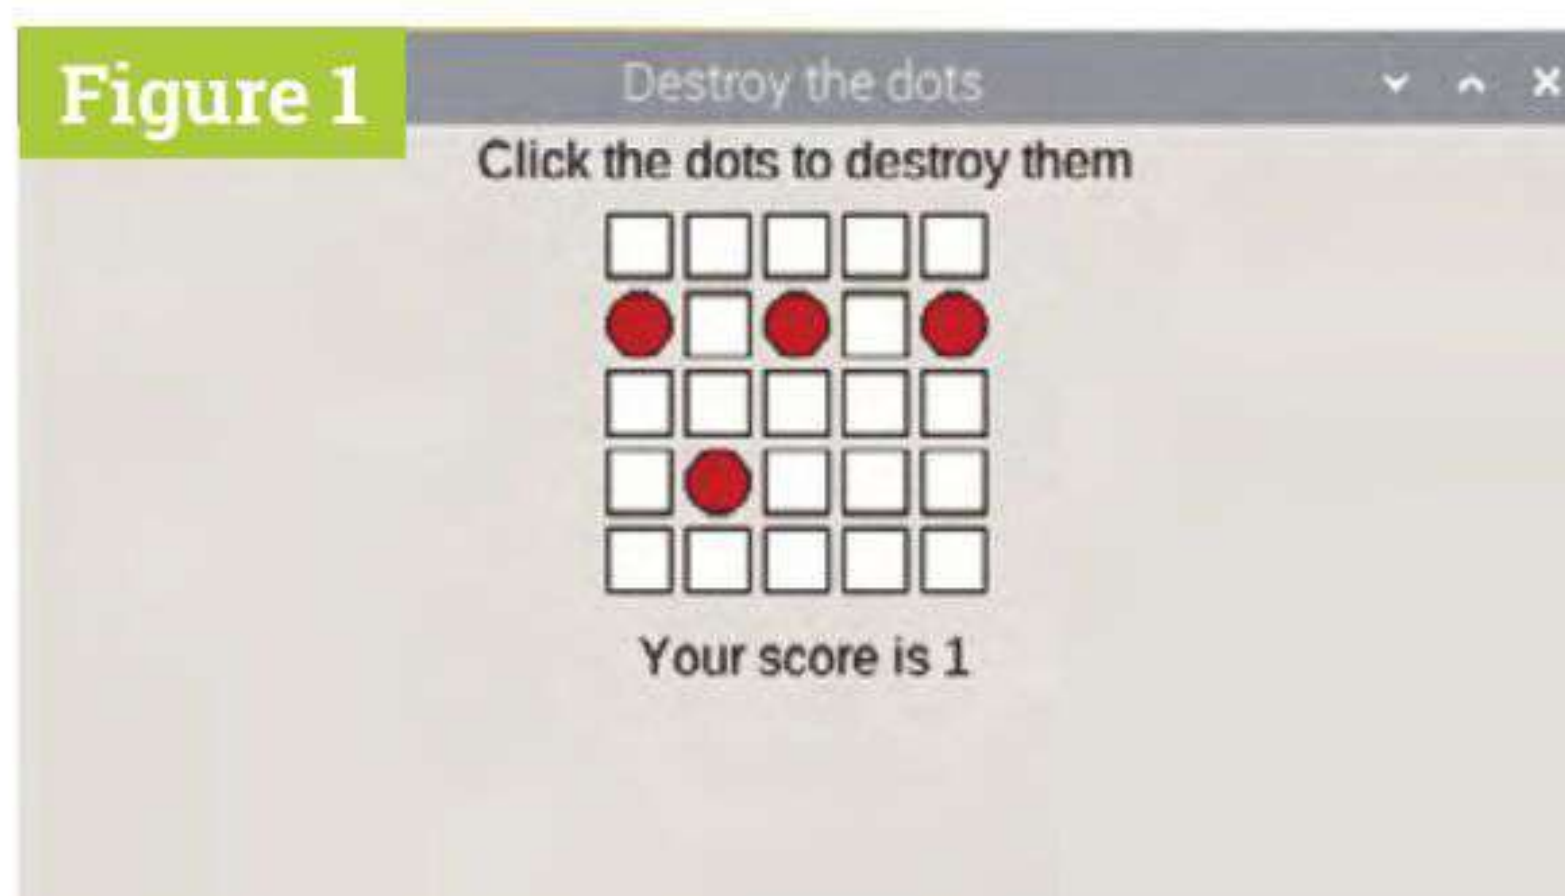 Figure 1
Destroy the dots
Click the dots to destroy them
Your score is 1